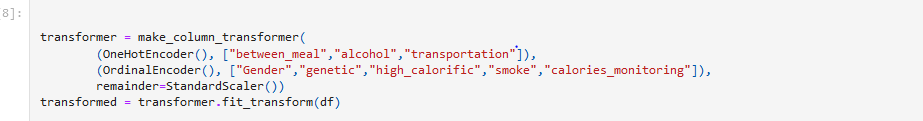 [8]:
transformer = make_column_transformer(
        (OneHotEncoder(), ["between_meal","alcohol","transportation"]),
        (OrdinalEncoder(), ["Gender","genetic","high_calorific","smoke","calories_monitoring"]),
        remainder=StandardScaler())
transformed = transformer.fit_transform(df)